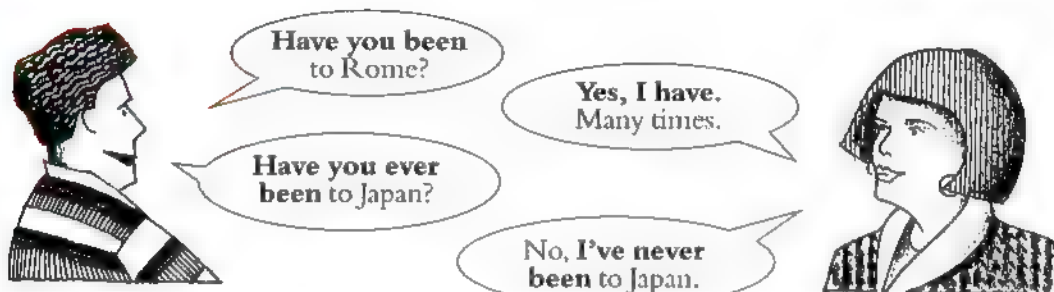 Have you been
to Rome?
Yes, I have.
Many times.
Have you ever
been to Japan?
No, I've never
been to Japan.